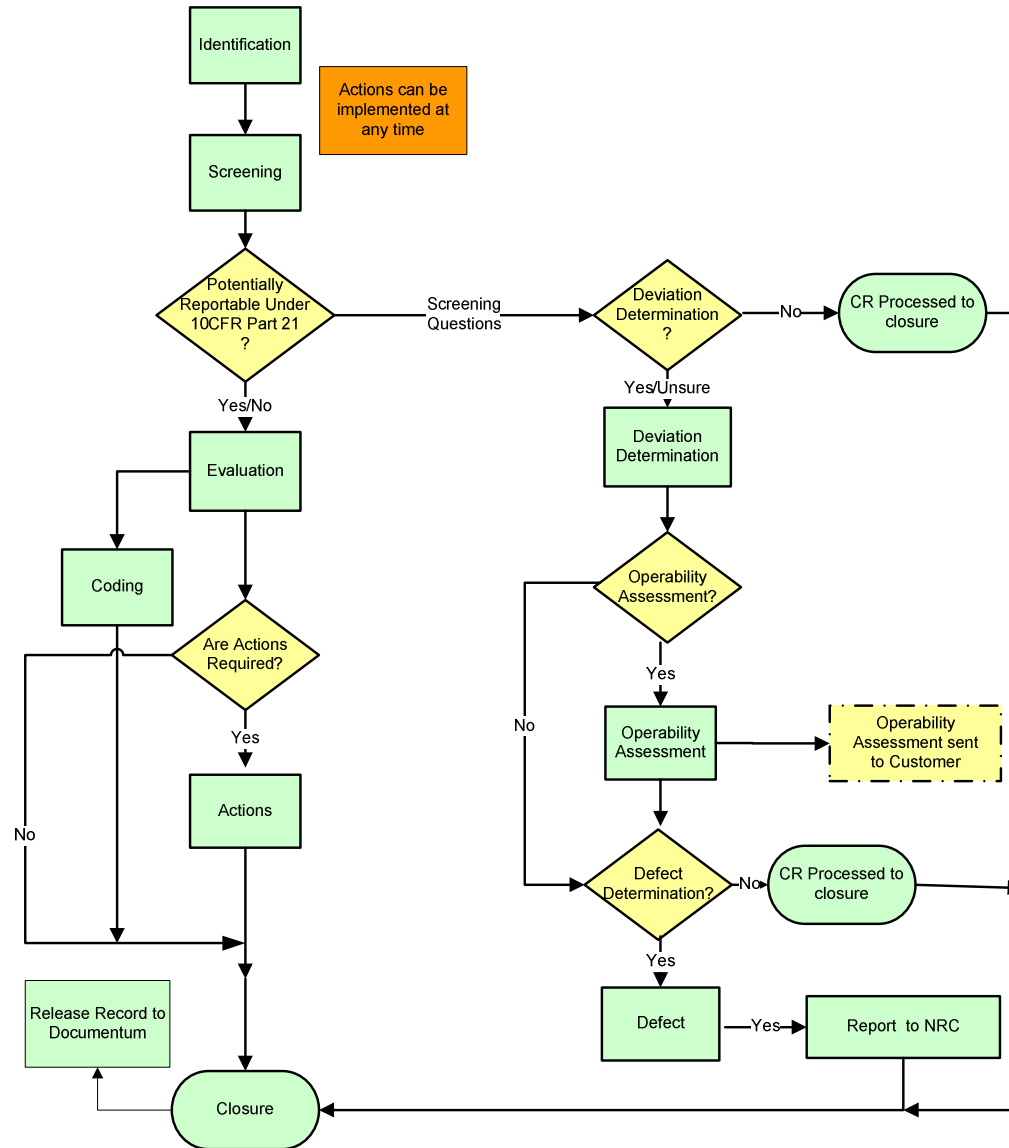 Identification
Actions can be
implemented at
any time
Screening
Potentially
Reportable Under
10CFR Part 21
?
Screening
Questions
Deviation
Determination
?
No
CR Processed to
closure
Yes/No
Yes/Unsure
Evaluation
Deviation
Determination
Coding
Operability
Assessment?
Are Actions
Required?
Yes
No
Yes
Operability
Assessment
Operability
Assessment sent
to Customer
Actions
No
Defect
Determination?
No
CR Processed to
closure
Yes
Release Record to
Documentum
Defect
Yes
Report to NRC
Closure